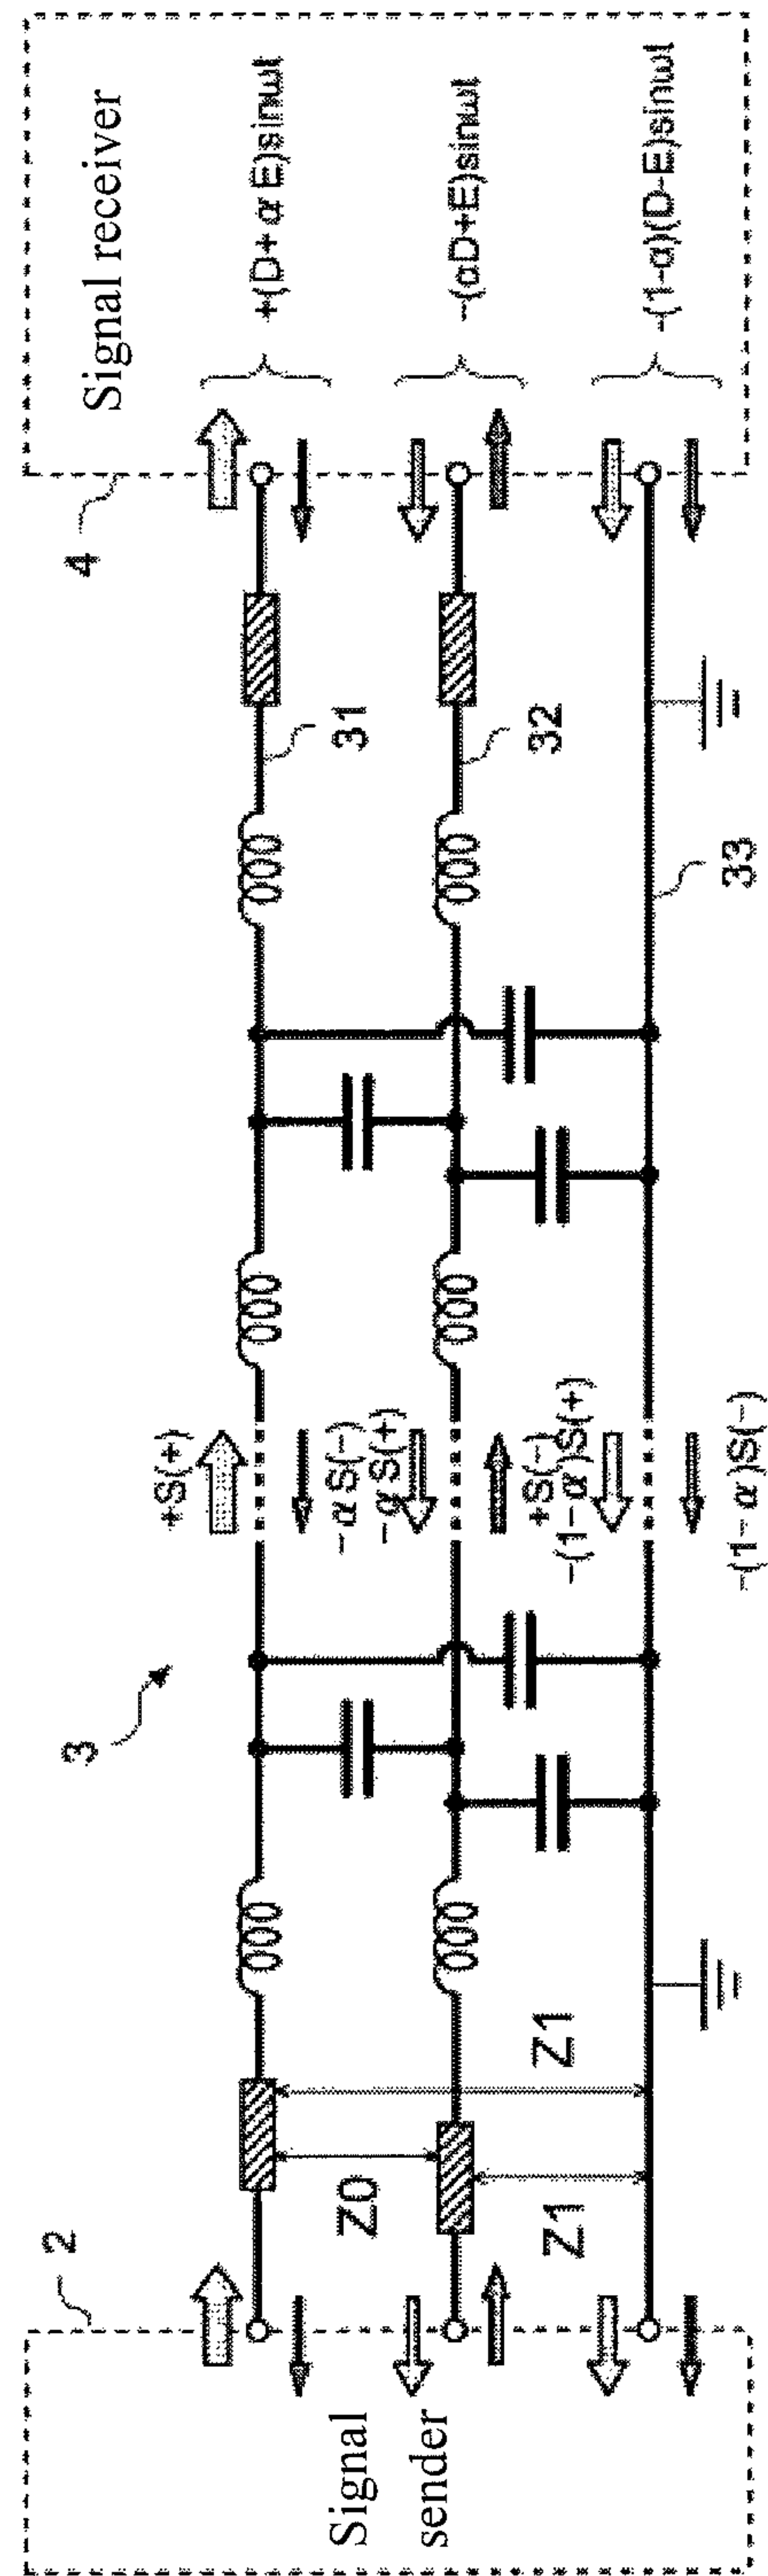 2
Signal
sender
Z0
Z1
Z1
3
+S(+)
-αS(-)
-αS(+)
+S(-)
-(1-α)S(+)
-(1-α)S(-)
31
32
33
4
Signal receiver
+(D+αE)sinωt
-(αD+E)sinωt
-(1-α)(D-E)sinωt